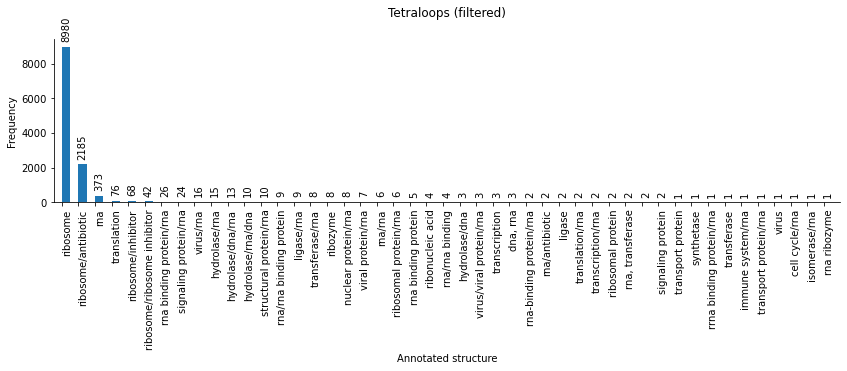 Tetraloops (filtered)
Frequency
8000
6000
4000
2000
0
8980
2185
373
76
68
42
26
24
16
15
13
10
10
9
9
8
8
8
7
6
6
5
4
4
3
3
3
3
2
2
2
2
2
2
2
2
2
1
1
1
1
1
1
1
1
1
1
ribosome
ribosome/antibiotic
rna
translation
ribosome/inhibitor
ribosome/ribosome inhibitor
rna binding protein/rna
signaling protein/rna
virus/rna
hydrolase/rna
hydrolase/dna/rna
hydrolase/rna/dna
structural protein/rna
rna/rna binding protein
ligase/rna
transferase/rna
ribozyme
nuclear protein/rna
viral protein/rna
rna/rna
ribosomal protein/rna
rna binding protein
ribonucleic acid
rna/rna binding
hydrolase/dna
virus/viral protein/rna
transcription
dna, rna
rna-binding protein/rna
rna/antibiotic
ligase
translation/rna
transcription/rna
ribosomal protein
rna, transferase
signaling protein
transport protein
synthetase
rrna binding protein/rna
transferase
immune system/rna
transport protein/rna
virus
cell cycle/rna
isomerase/rna
rna ribozyme
Annotated structure